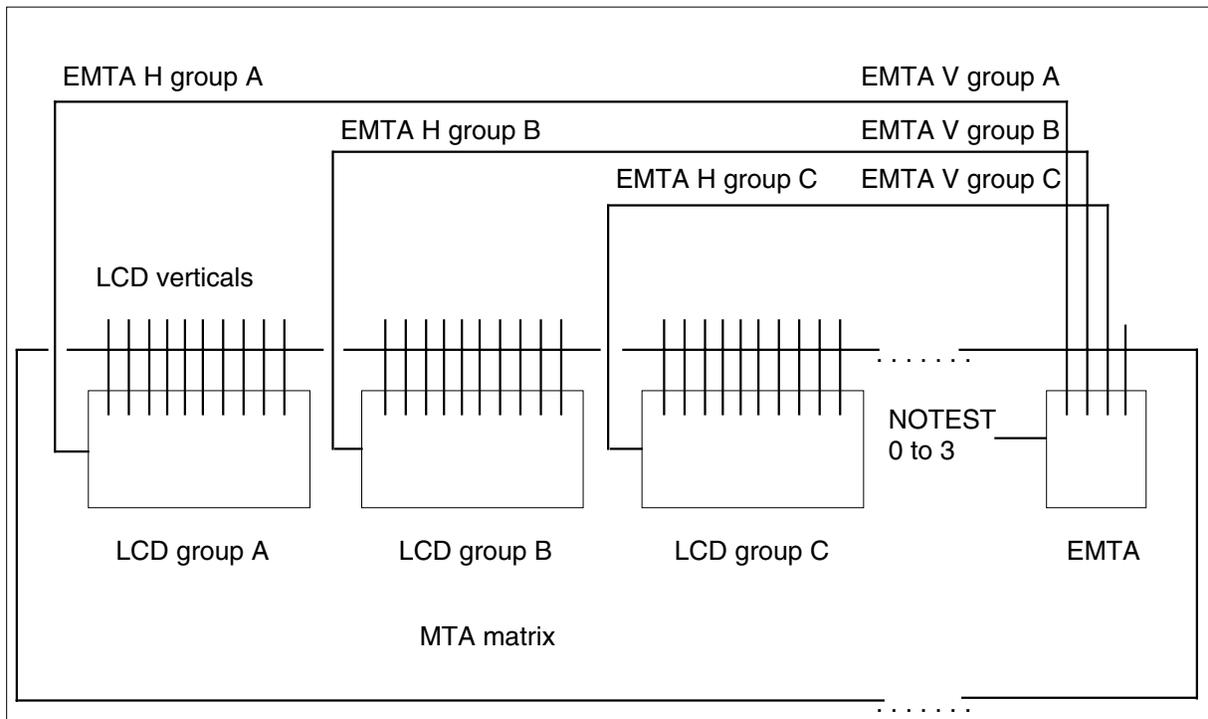 EMTA H group A
EMTA V group A
EMTA H group B
EMTA V group B
EMTA H group C
EMTA V group C
LCD verticals
. . . . . . .
NOTEST
0 to 3
LCD group A
LCD group B
LCD group C
EMTA
MTA matrix
. . . . . . .